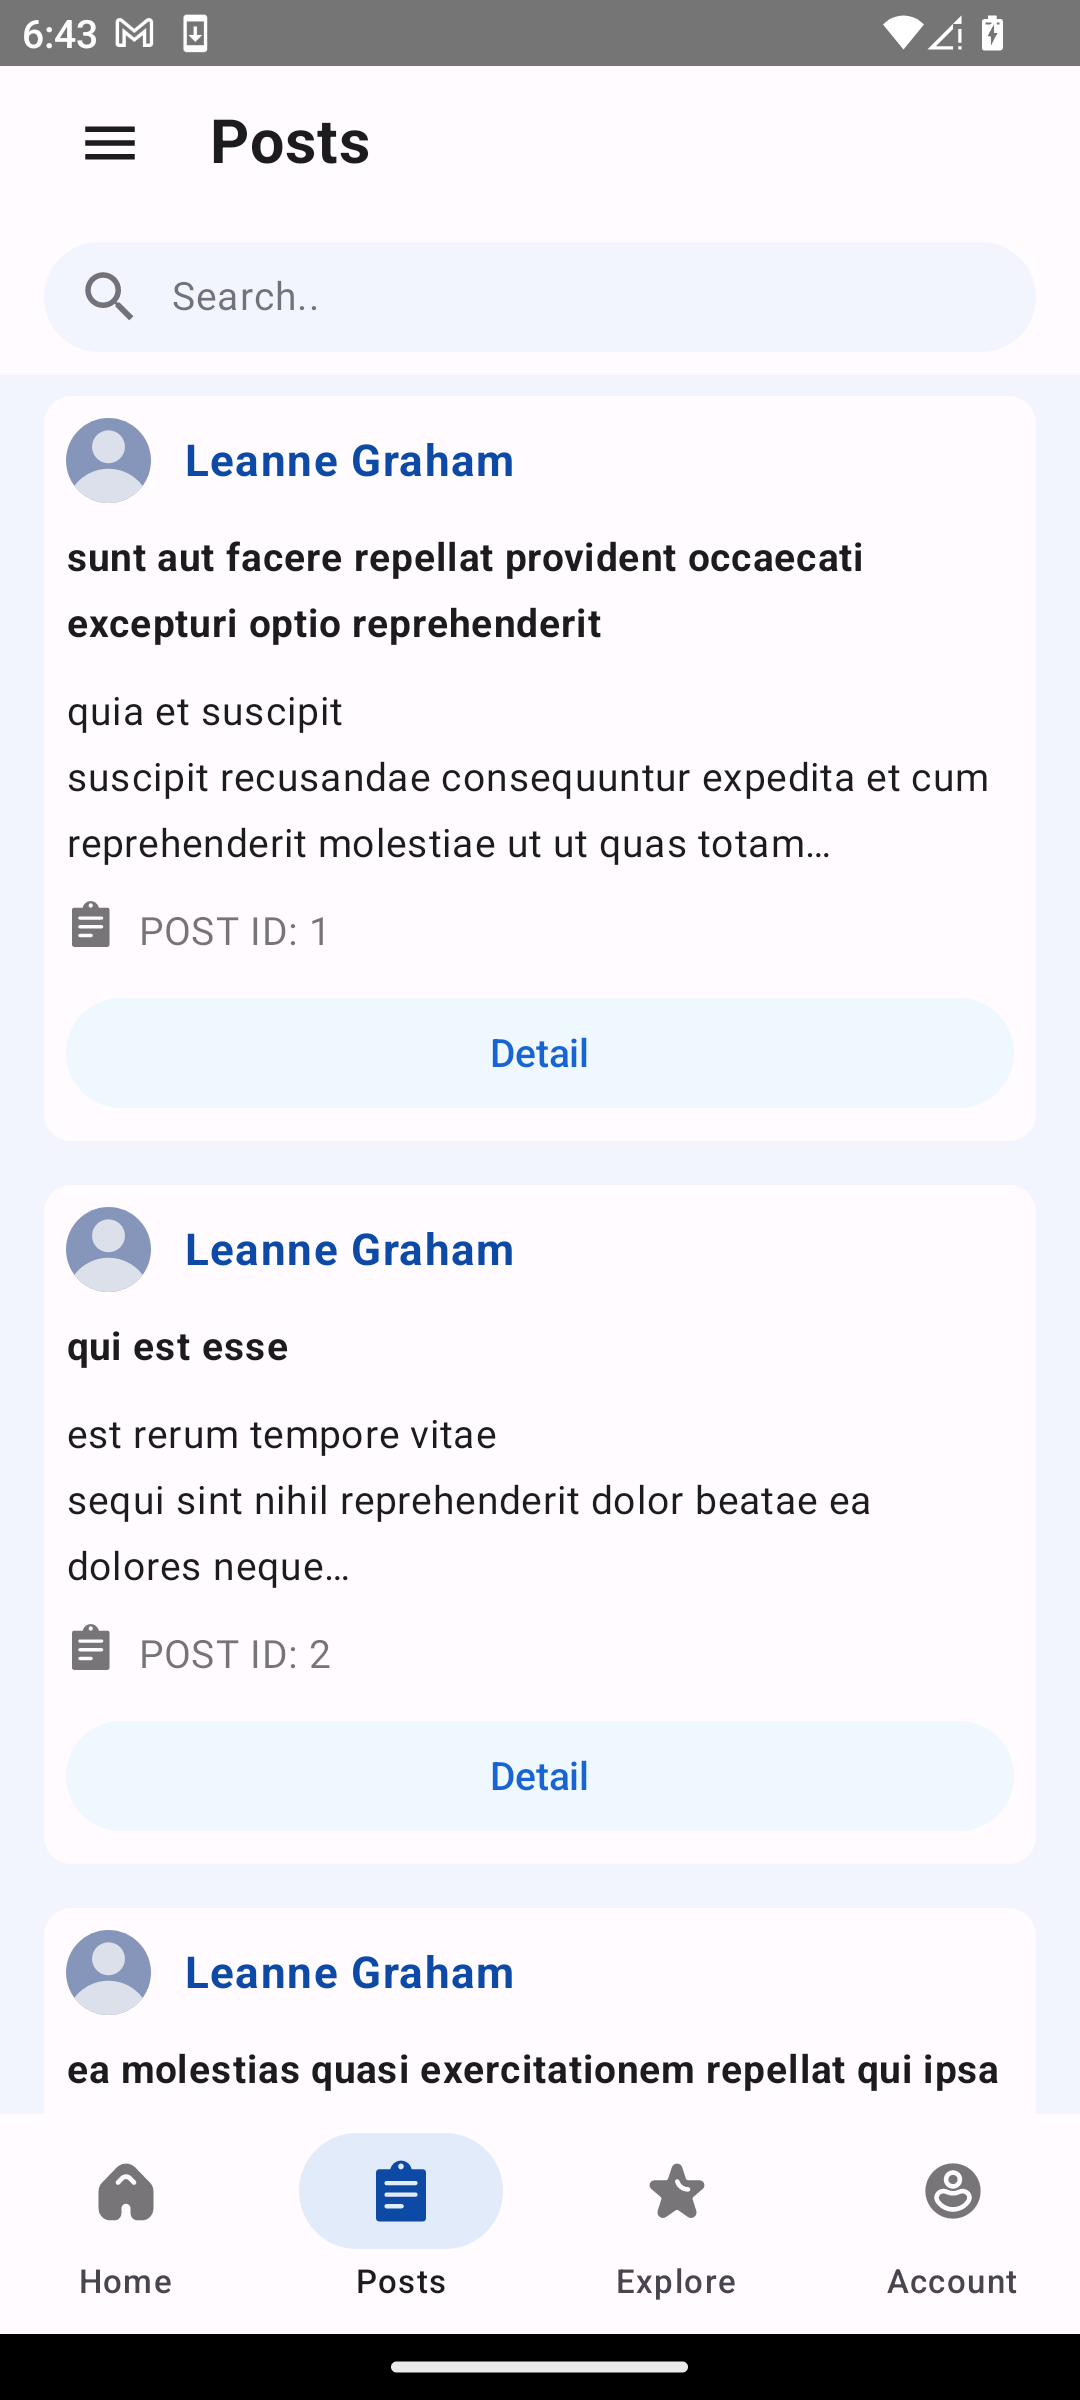 6:43
Posts
Search..
Leanne Graham
sunt aut facere repellat provident occaecati
excepturi optio reprehenderit
quia et suscipit
suscipit recusandae consequuntur expedita et cum
reprehenderit molestiae ut ut quas totam…
POST ID: 1
Detail
Leanne Graham
qui est esse
est rerum tempore vitae
sequi sint nihil reprehenderit dolor beatae ea
dolores neque…
POST ID: 2
Detail
Leanne Graham
ea molestias quasi exercitationem repellat qui ipsa
Home
Posts
Explore
Account